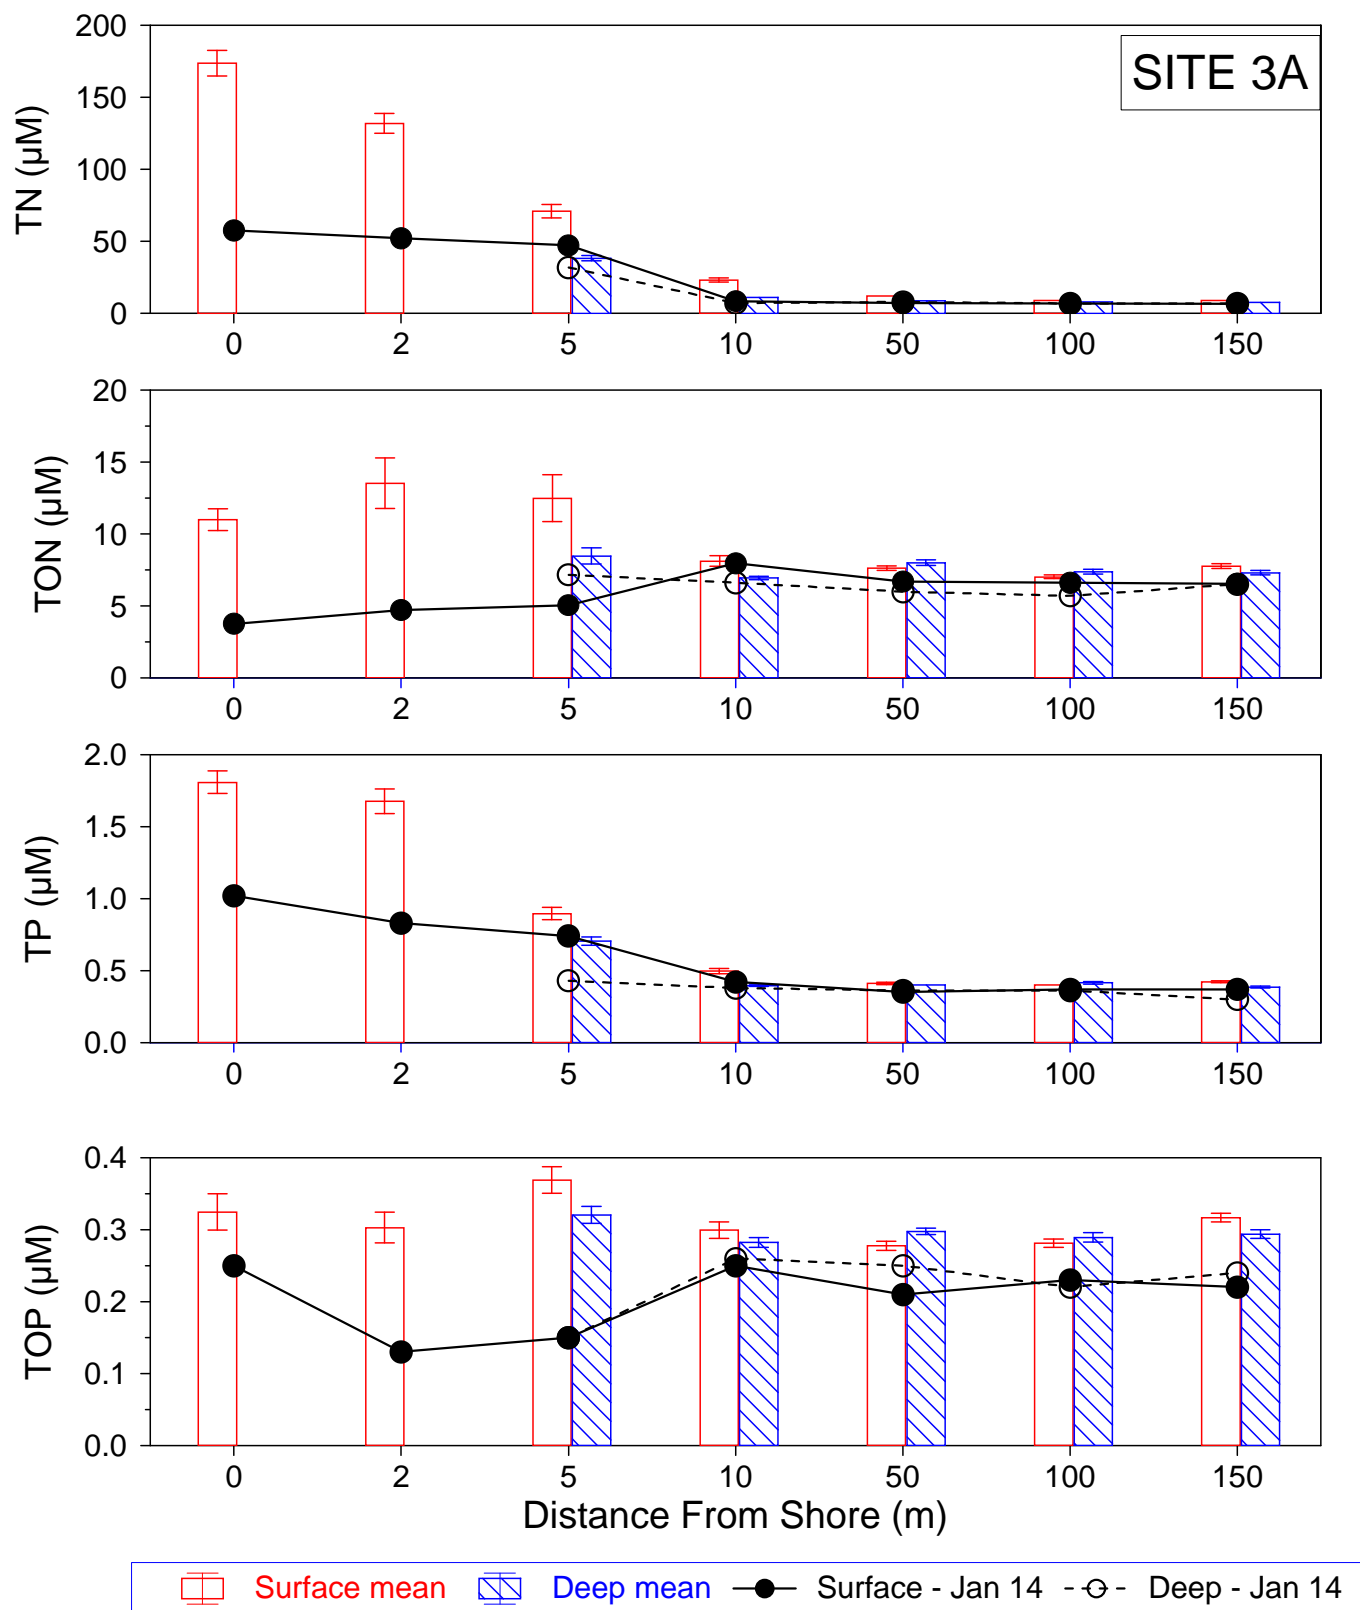 SITE 3A
TN (µM)
200
150
100
50
0
0 2 5 10 50 100 150
TON (µM)
20
15
10
5
0
0 2 5 10 50 100 150
TP (µM)
2.0
1.5
1.0
0.5
0.0
0 2 5 10 50 100 150
TOP (µM)
0.4
0.3
0.2
0.1
0.0
0 2 5 10 50 100 150
Distance From Shore (m)
Surface mean Deep mean Surface - Jan 14 Deep - Jan 14